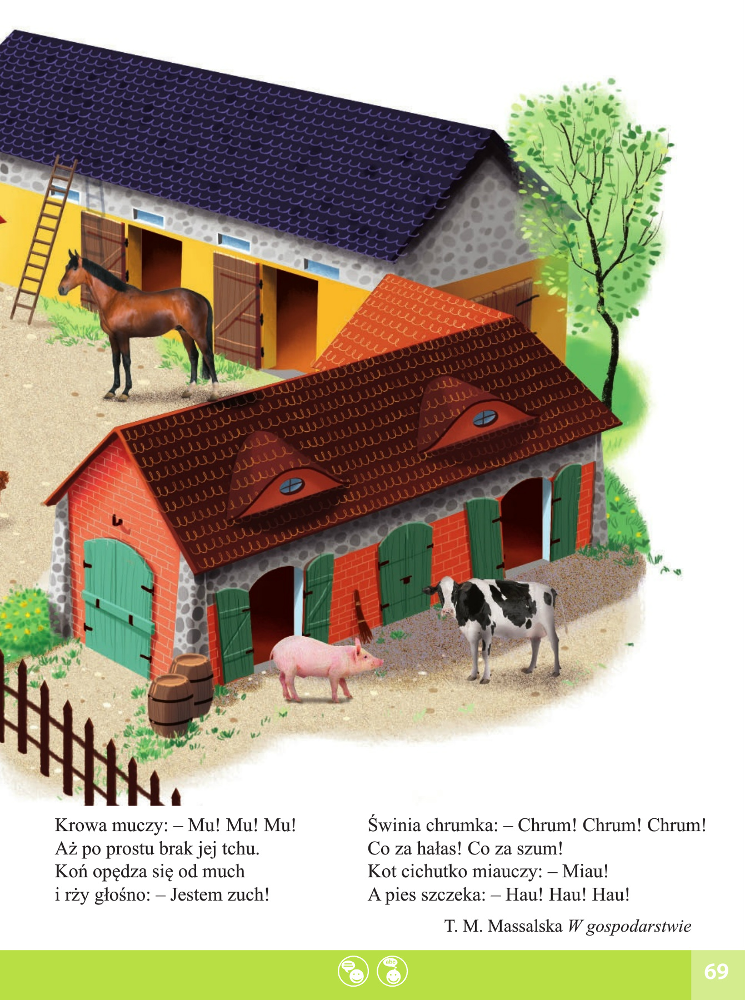 Krowa muczy: – Mu! Mu! Mu!
Aż po prostu brak jej tchu.
Koń opędza się od much
i rży głośno: – Jestem zuch!
Świnia chrumka: – Chrum! Chrum! Chrum!
Co za hałas! Co za szum!
Kot cichutko miauczy: – Miau!
A pies szczeka: – Hau! Hau! Hau!
T. M. Massalska W gospodarstwie
abc
69